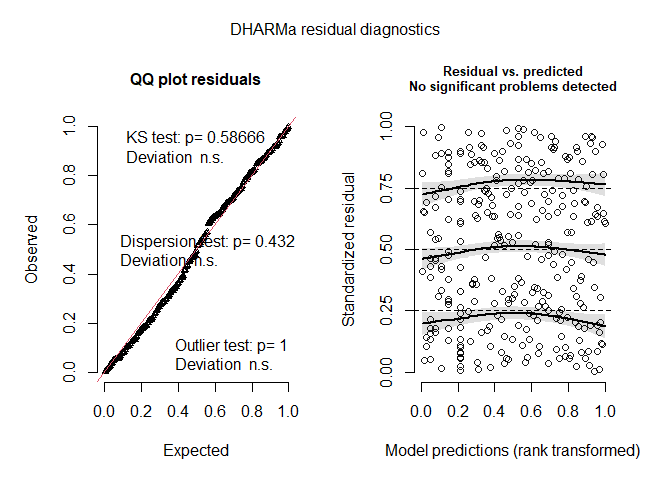 DHARMa residual diagnostics
QQ plot residuals
KS test: p= 0.58666
Deviation n.s.
Dispersion test: p= 0.432
Deviation n.s.
Outlier test: p= 1
Deviation n.s.
Observed
0.0 0.2 0.4 0.6 0.8 1.0
0.0 0.2 0.4 0.6 0.8 1.0
Expected
Residual vs. predicted
No significant problems detected
Standardized residual
0.00 0.25 0.50 0.75 1.00
0.0 0.2 0.4 0.6 0.8 1.0
Model predictions (rank transformed)